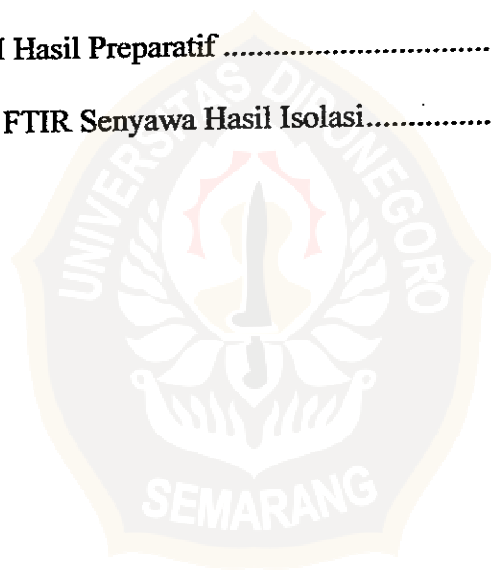 Hasil Preparatif ................................
FTIR Senyawa Hasil Isolasi................
UNIVERSITAS DIPONEGORO
SEMARANG